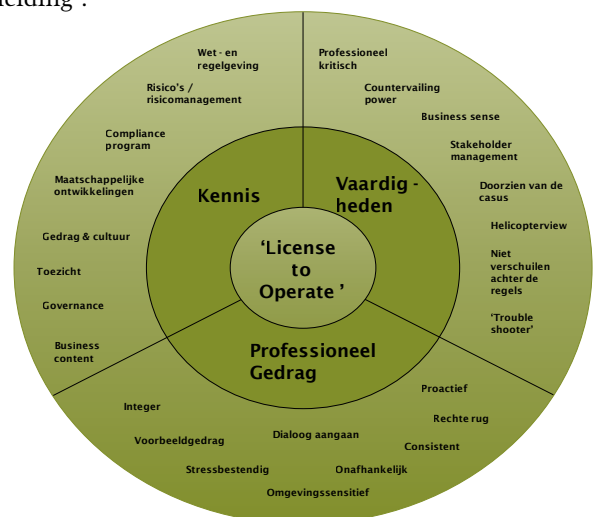 Wet - en
regelgeving
Risico's /
risicomanagement
Compliance
program
Maatschappelijke
ontwikkelingen
Gedrag & cultuur
Toezicht
Governance
Business
content
Professioneel
kritisch
Countervailing
power
Business sense
Stakeholder
management
Doorzien van de
casus
Helicopterview
Niet
verschuilen
achter de
regels
'Trouble
shooter'
Kennis
Vaardig -
heden
'License
to
Operate '
Professioneel
Gedrag
Proactief
Integer
Rechte rug
Voorbeeldgedrag
Dialoog aangaan
Consistent
Stressbestendig
Onafhankelijk
Omgevingssensitief